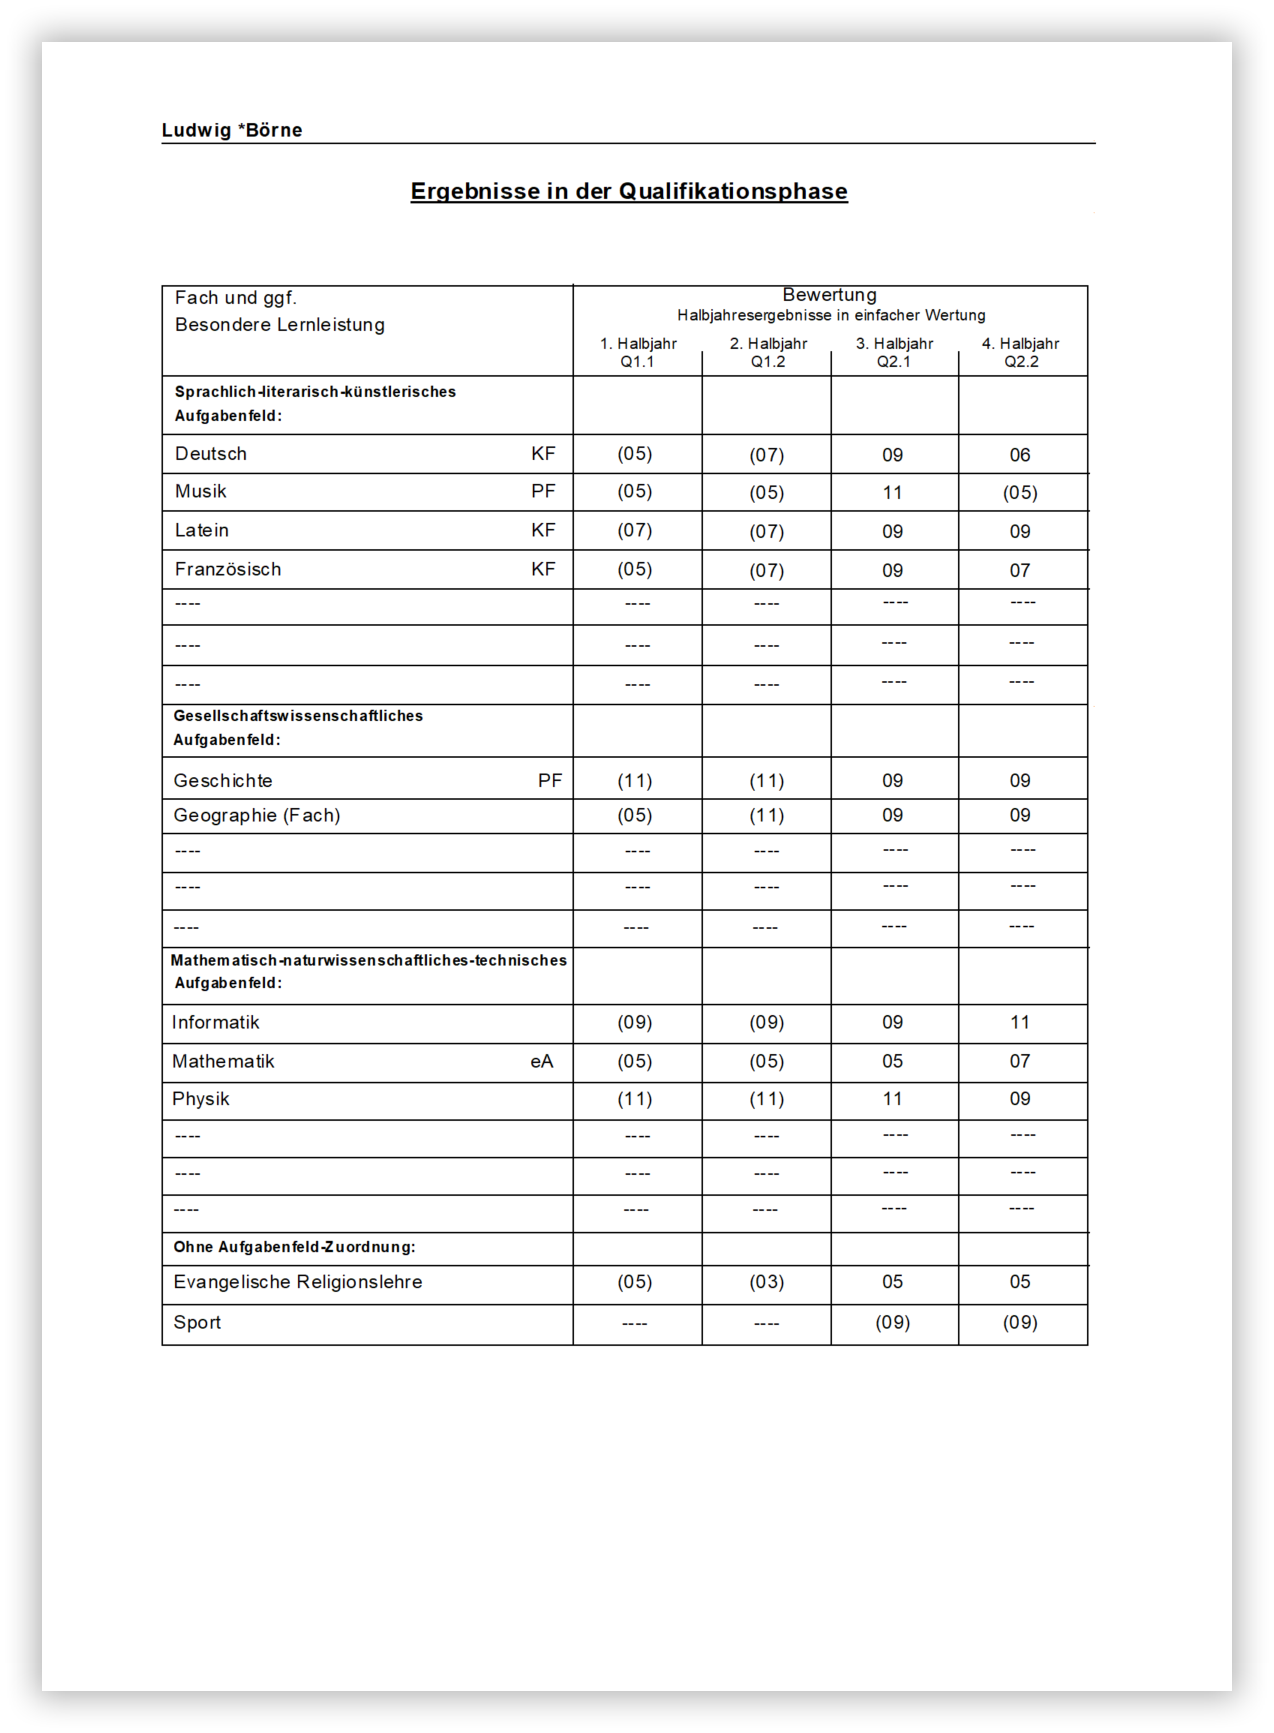 Ludwig *Börne
Ergebnisse in der Qualifikationsphase
Fach und ggf.
Besondere Lernleistung
Bewertung
Halbjahresergebnisse in einfacher Wertung
1. Halbjahr 2. Halbjahr 3. Halbjahr 4. Halbjahr
Q1.1 Q1.2 Q2.1 Q2.2
Sprachlich-literarisch-künstlerisches
Aufgabenfeld:
Deutsch KF (05) (07) 09 06
Musik PF (05) (05) 11 (05)
Latein KF (07) (07) 09 09
Französisch KF (05) (07) 09 07
---- ---- ---- ---- ----
---- ---- ---- ---- ----
---- ---- ---- ---- ----
Gesellschaftswissenschaftliches
Aufgabenfeld:
Geschichte PF (11) (11) 09 09
Geographie (Fach) (05) (11) 09 09
---- ---- ---- ---- ----
---- ---- ---- ---- ----
---- ---- ---- ---- ----
Mathematisch-naturwissenschaftliches-technisches
Aufgabenfeld:
Informatik (09) (09) 09 11
Mathematik eA (05) (05) 05 07
Physik (11) (11) 11 09
---- ---- ---- ---- ----
---- ---- ---- ---- ----
---- ---- ---- ---- ----
Ohne Aufgabenfeld-Zuordnung:
Evangelische Religionslehre (05) (03) 05 05
Sport ---- ---- (09) (09)